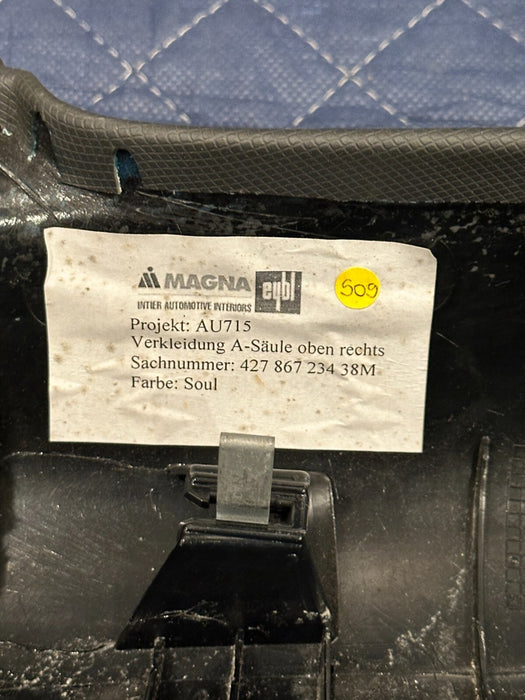 MAGNA eybl 509
INTIER AUTOMOTIVE INTERIORS
Projekt: AU715
Verkleidung A-Säule oben rechts
Sachnummer: 427 867 234 38M
Farbe: Soul